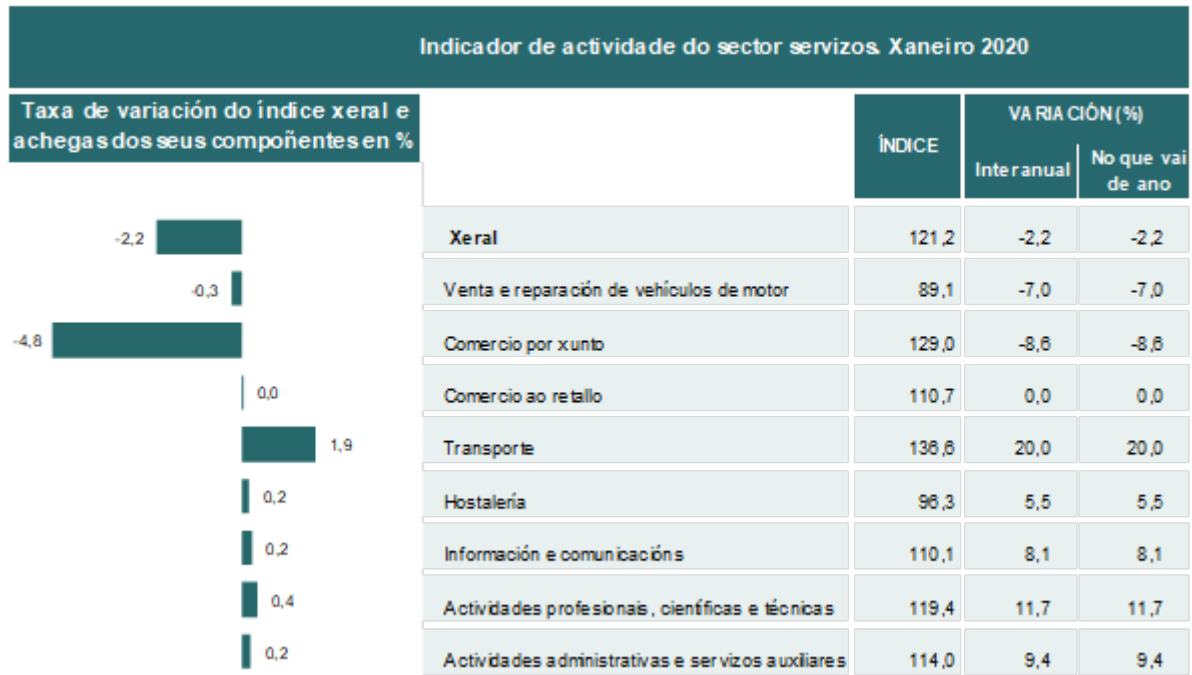 Indicador de actividade do sector servizos. Xaneiro 2020
Taxa de variación do índice xeral e
achegas dos seus compoñentes en %
ÍNDICE
VARIACIÓN (%)
Interanual
No que vai
de ano
-2,2 Xeral 121,2 -2,2 -2,2
-0,3 Venta e reparación de vehículos de motor 89,1 -7,0 -7,0
-4,8 Comercio por xunto 129,0 -8,6 -8,6
0,0 Comercio ao retallo 110,7 0,0 0,0
1,9 Transporte 136,6 20,0 20,0
0,2 Hostalería 96,3 5,5 5,5
0,2 Información e comunicacións 110,1 8,1 8,1
0,4 Actividades profesionais, científicas e técnicas 119,4 11,7 11,7
0,2 Actividades administrativas e servizos auxiliares 114,0 9,4 9,4